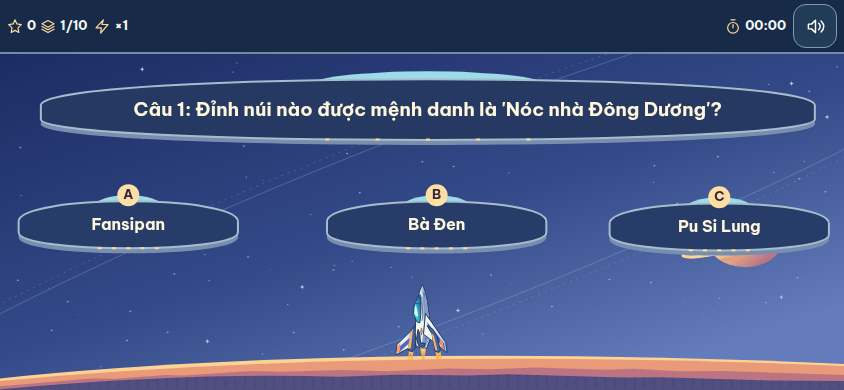 0 1/10 ×1 00:00
Câu 1: Đỉnh núi nào được mệnh danh là 'Nóc nhà Đông Dương'?
A B C
Fansipan Bà Đen Pu Si Lung